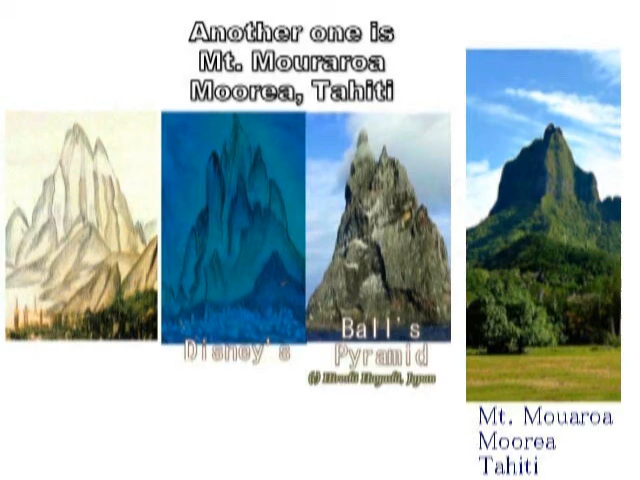 Another one is
Mt. Mouraroa
Moorea, Tahiti
Disney's
Ball's
Pyramid
Mt. Mouaroa
Moorea
Tahiti